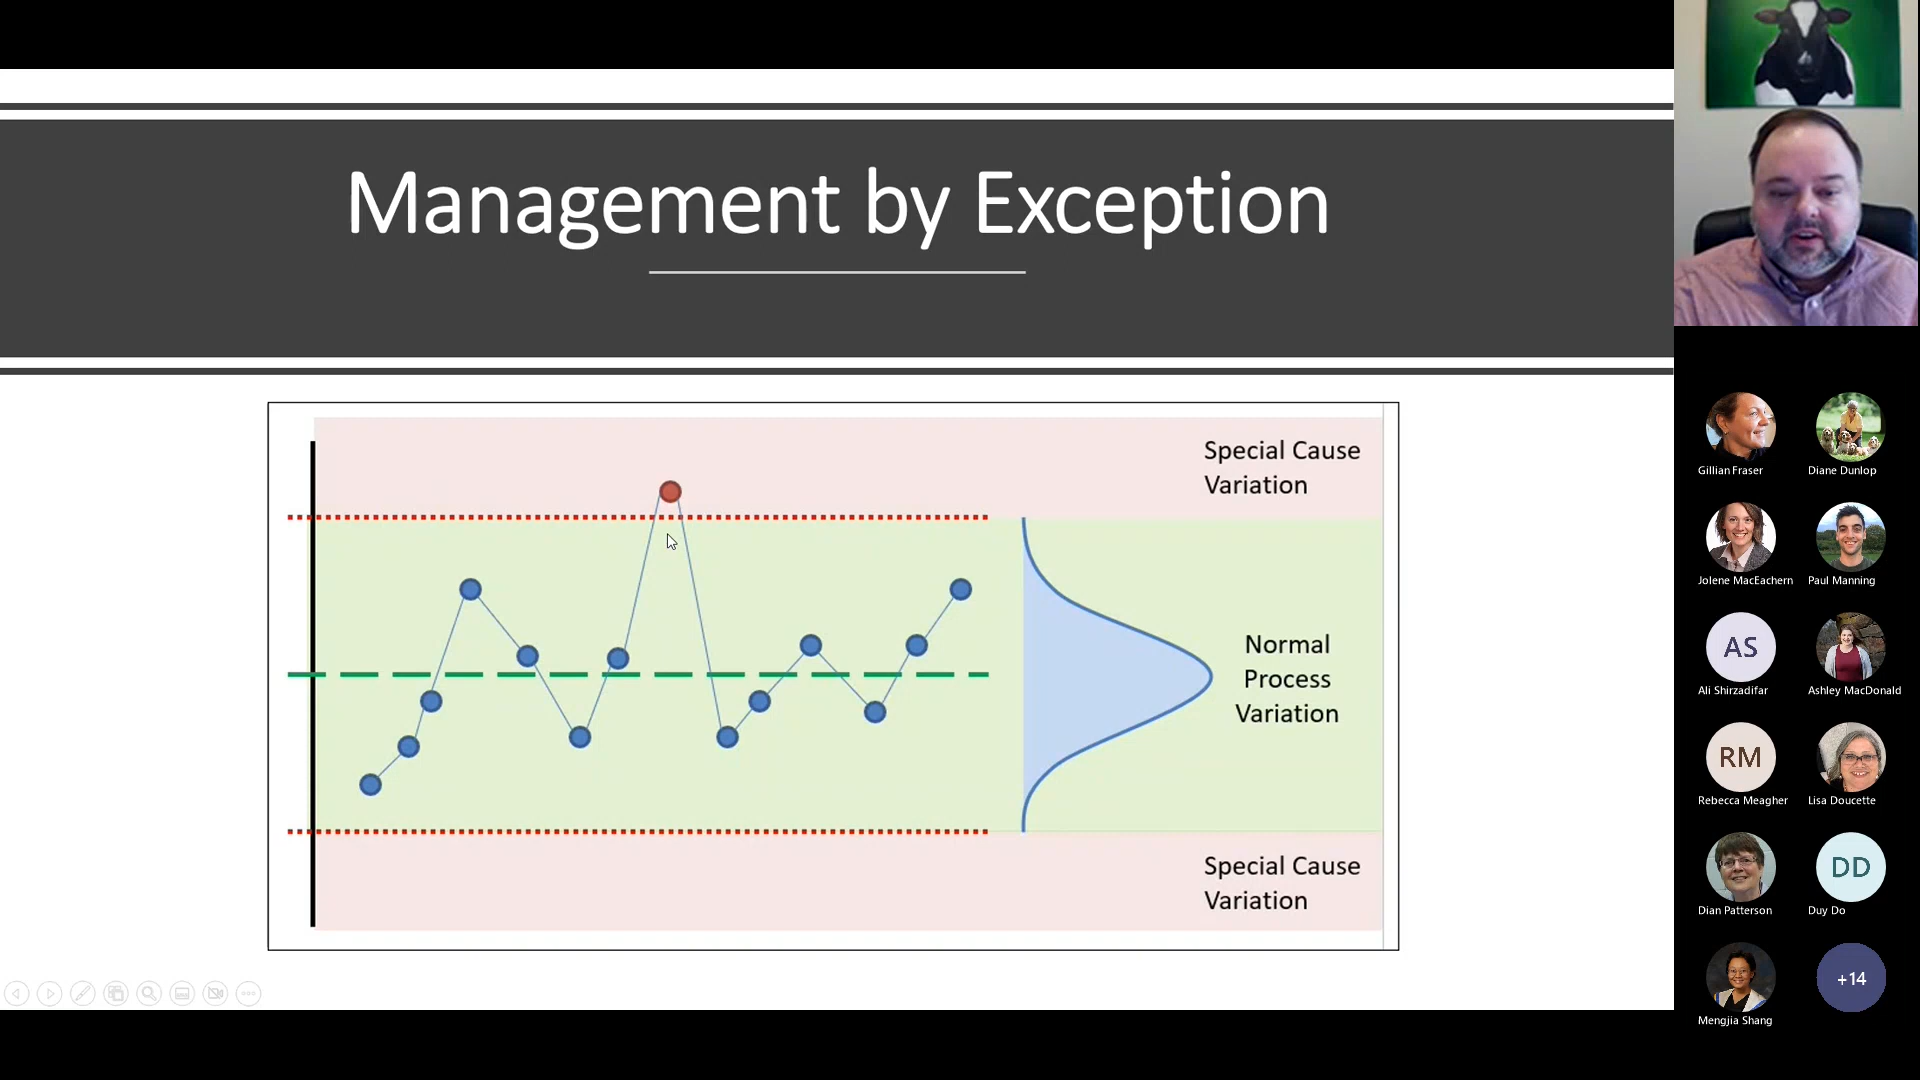 Management by Exception
Special Cause
Variation
Normal
Process
Variation
Special Cause
Variation
Gillian Fraser
Diane Dunlop
Jolene MacEachern
Paul Manning
AS
Ali Shirzadifar
Ashley MacDonald
RM
Rebecca Meagher
Lisa Doucette
Dian Patterson
DD
Duy Do
Mengjia Shang
+14